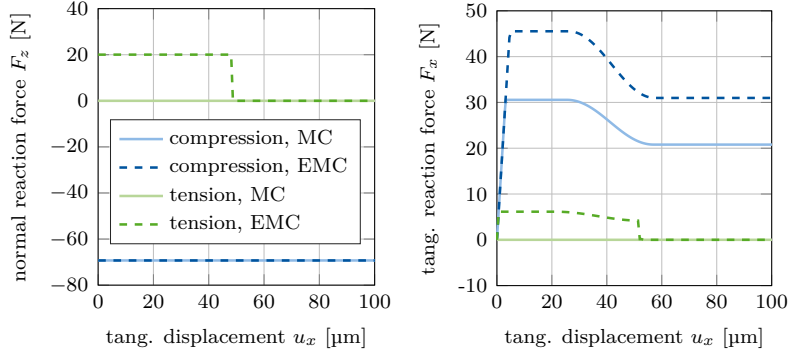 normal reaction force F_z [N]
40
20
0
−20
−40
−60
−80
compression, MC
compression, EMC
tension, MC
tension, EMC
0 20 40 60 80 100
tang. displacement u_x [µm]
tang. reaction force F_x [N]
50
40
30
20
10
0
-10
0 20 40 60 80 100
tang. displacement u_x [µm]